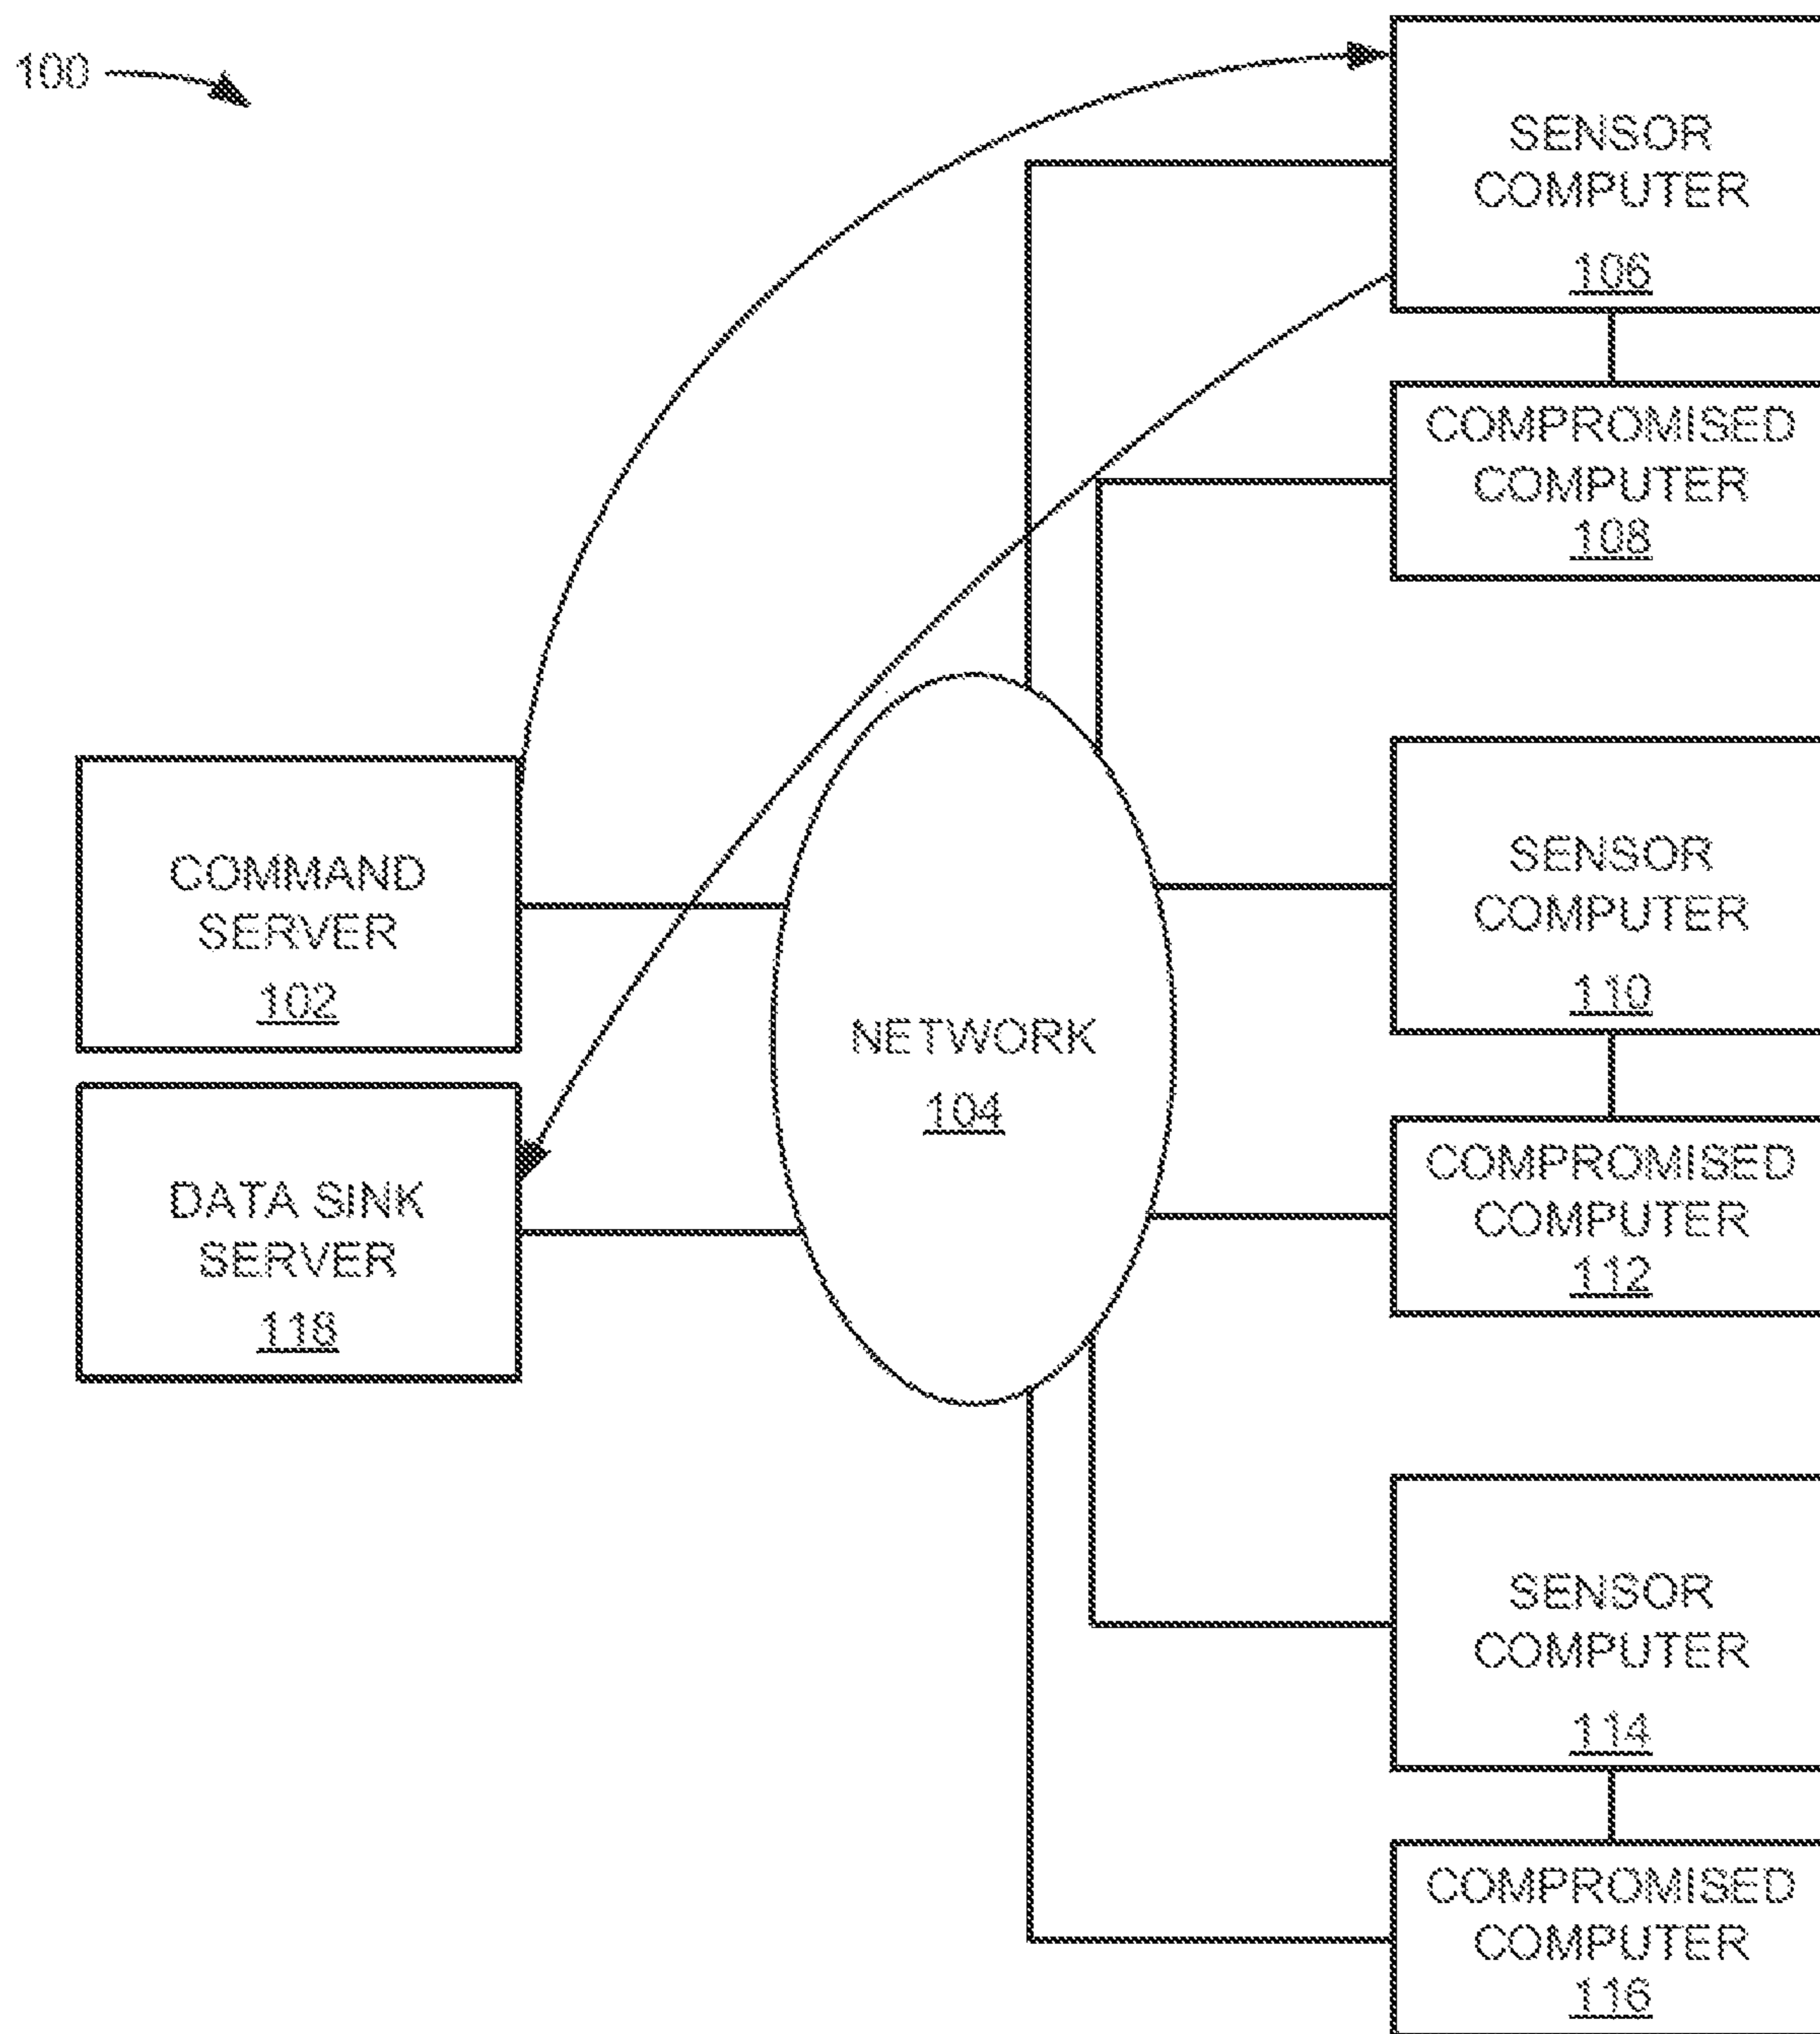 100
SENSOR
COMPUTER
106
COMPROMISED
COMPUTER
108
COMMAND
SERVER
102
NETWORK
104
SENSOR
COMPUTER
110
DATA SINK
SERVER
118
COMPROMISED
COMPUTER
112
SENSOR
COMPUTER
114
COMPROMISED
COMPUTER
116